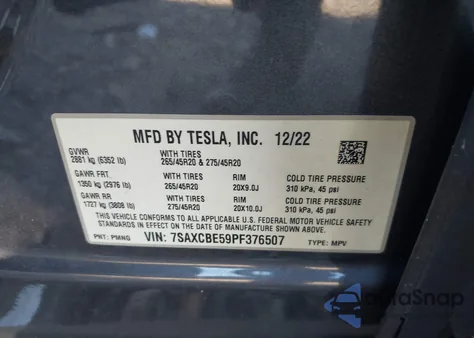 MFD BY TESLA, INC. 12/22
GVWR
2881 kg (6352 lb)
WITH TIRES
265/45R20 & 275/45R20
GAWR FRT
1350 kg (2976 lb)
WITH TIRES
265/45R20
RIM
20X9.0J
COLD TIRE PRESSURE
310 kPa, 45 psi
GAWR RR
1727 kg (3808 lb)
WITH TIRES
275/45R20
RIM
20X10.0J
COLD TIRE PRESSURE
310 kPa, 45 psi
THIS VEHICLE CONFORMS TO ALL APPLICABLE U.S. FEDERAL MOTOR VEHICLE SAFETY
STANDARDS IN EFFECT ON THE DATE OF MANUFACTURE SHOWN ABOVE.
PNT: PMNG
VIN: 7SAXCBE59PF376507
TYPE: MPV